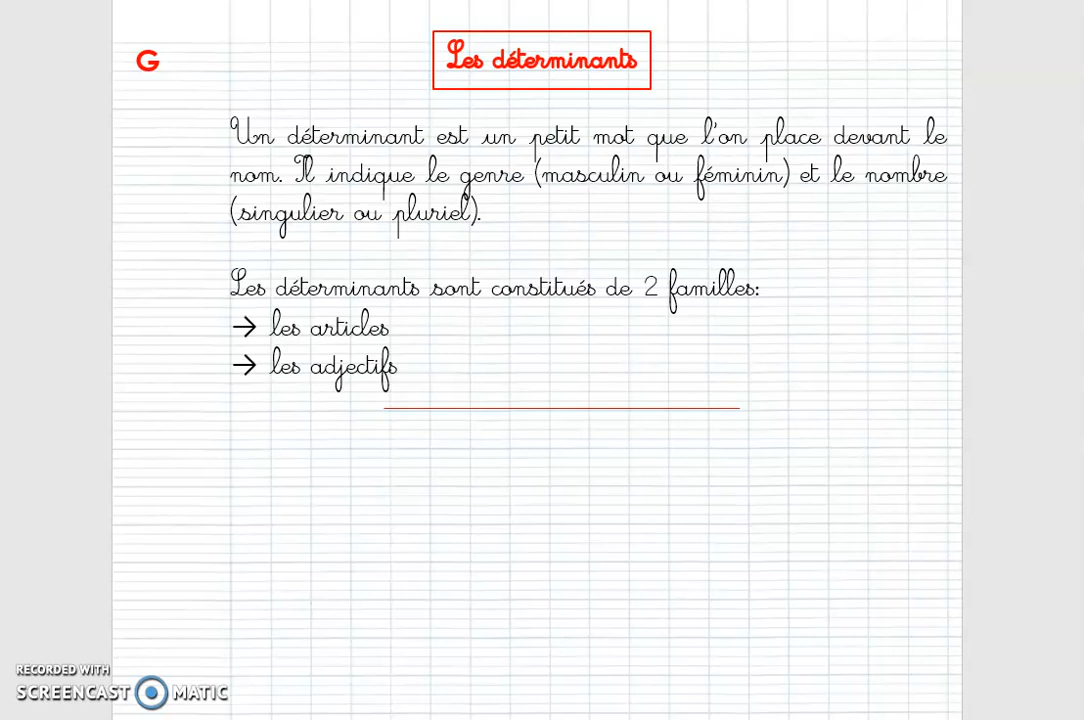 G
Les déterminants
Un déterminant est un petit mot que l'on place devant le
nom. Il indique le genre (masculin ou féminin) et le nombre
(singulier ou pluriel).
Les déterminants sont constitués de 2 familles:
→ les articles
→ les adjectifs
RECORDED WITH
SCREENCAST MATIC